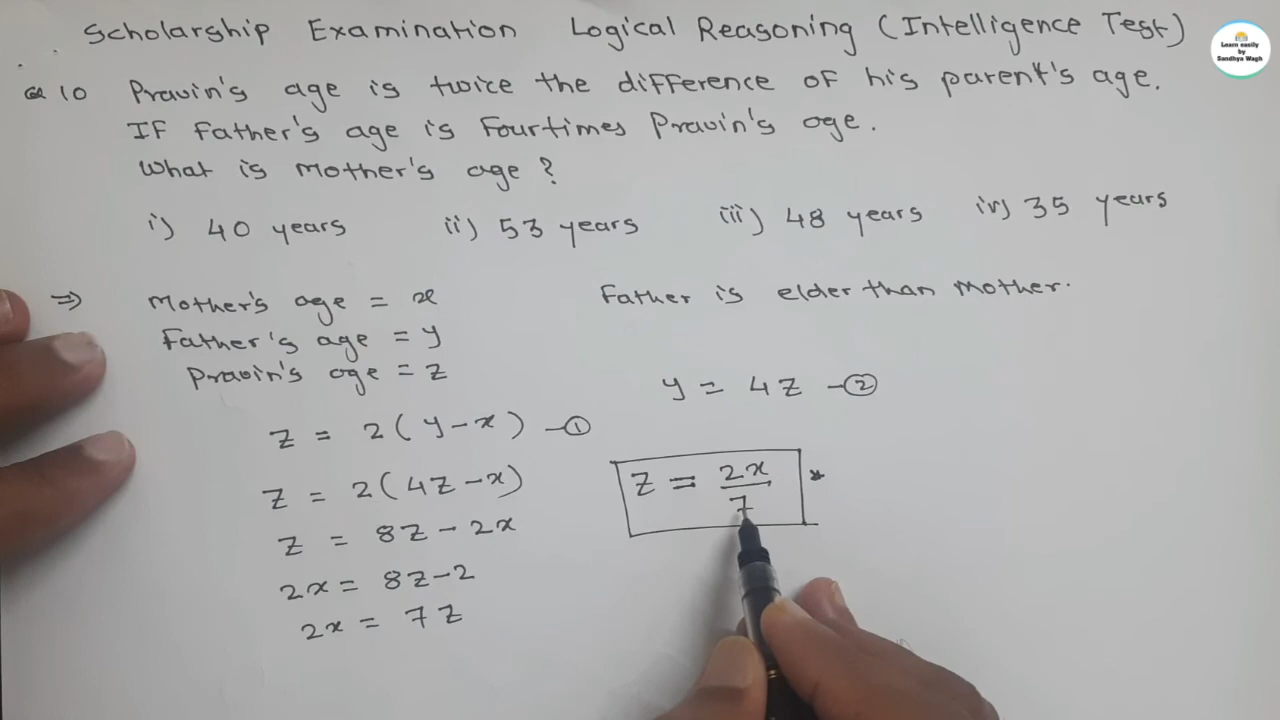 Scholarship Examination Logical Reasoning (Intelligence Test)
Learn easily
by
Sandhya Wagh
Q 10 Pravin's age is twice the difference of his parent's age.
If Father's age is Fourtimes Pravin's age.
What is Mother's age?
i) 40 years ii) 53 years iii) 48 years iv) 35 years
⇒ Mother's age = x Father is elder than Mother.
Father's age = y
Pravin's age = z
y = 4z -②
z = 2(y-x) -①
z = 2(4z-x)
z = 2x/7 *
z = 8z - 2x
2x = 8z-2
2x = 7z